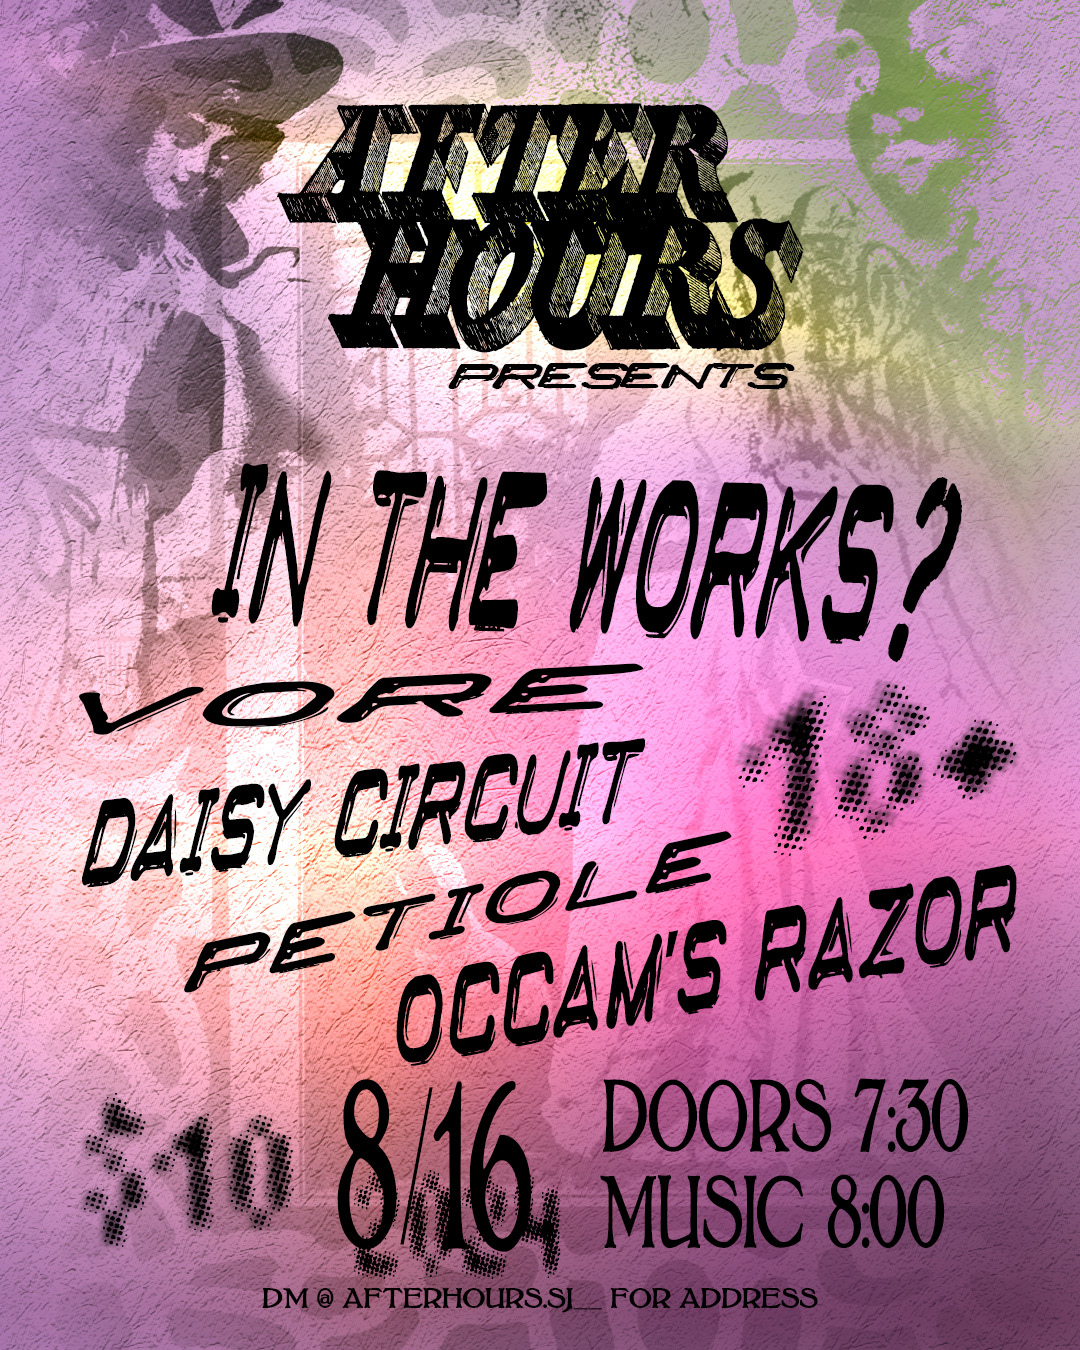 AFTER
HOURS
PRESENTS
IN THE WORKS?
VORE
DAISY CIRCUIT
18+
PETIOLE
OCCAM'S RAZOR
$10
8/16
2024
DOORS 7:30
MUSIC 8:00
DM @ AFTERHOURS.SJ__ FOR ADDRESS